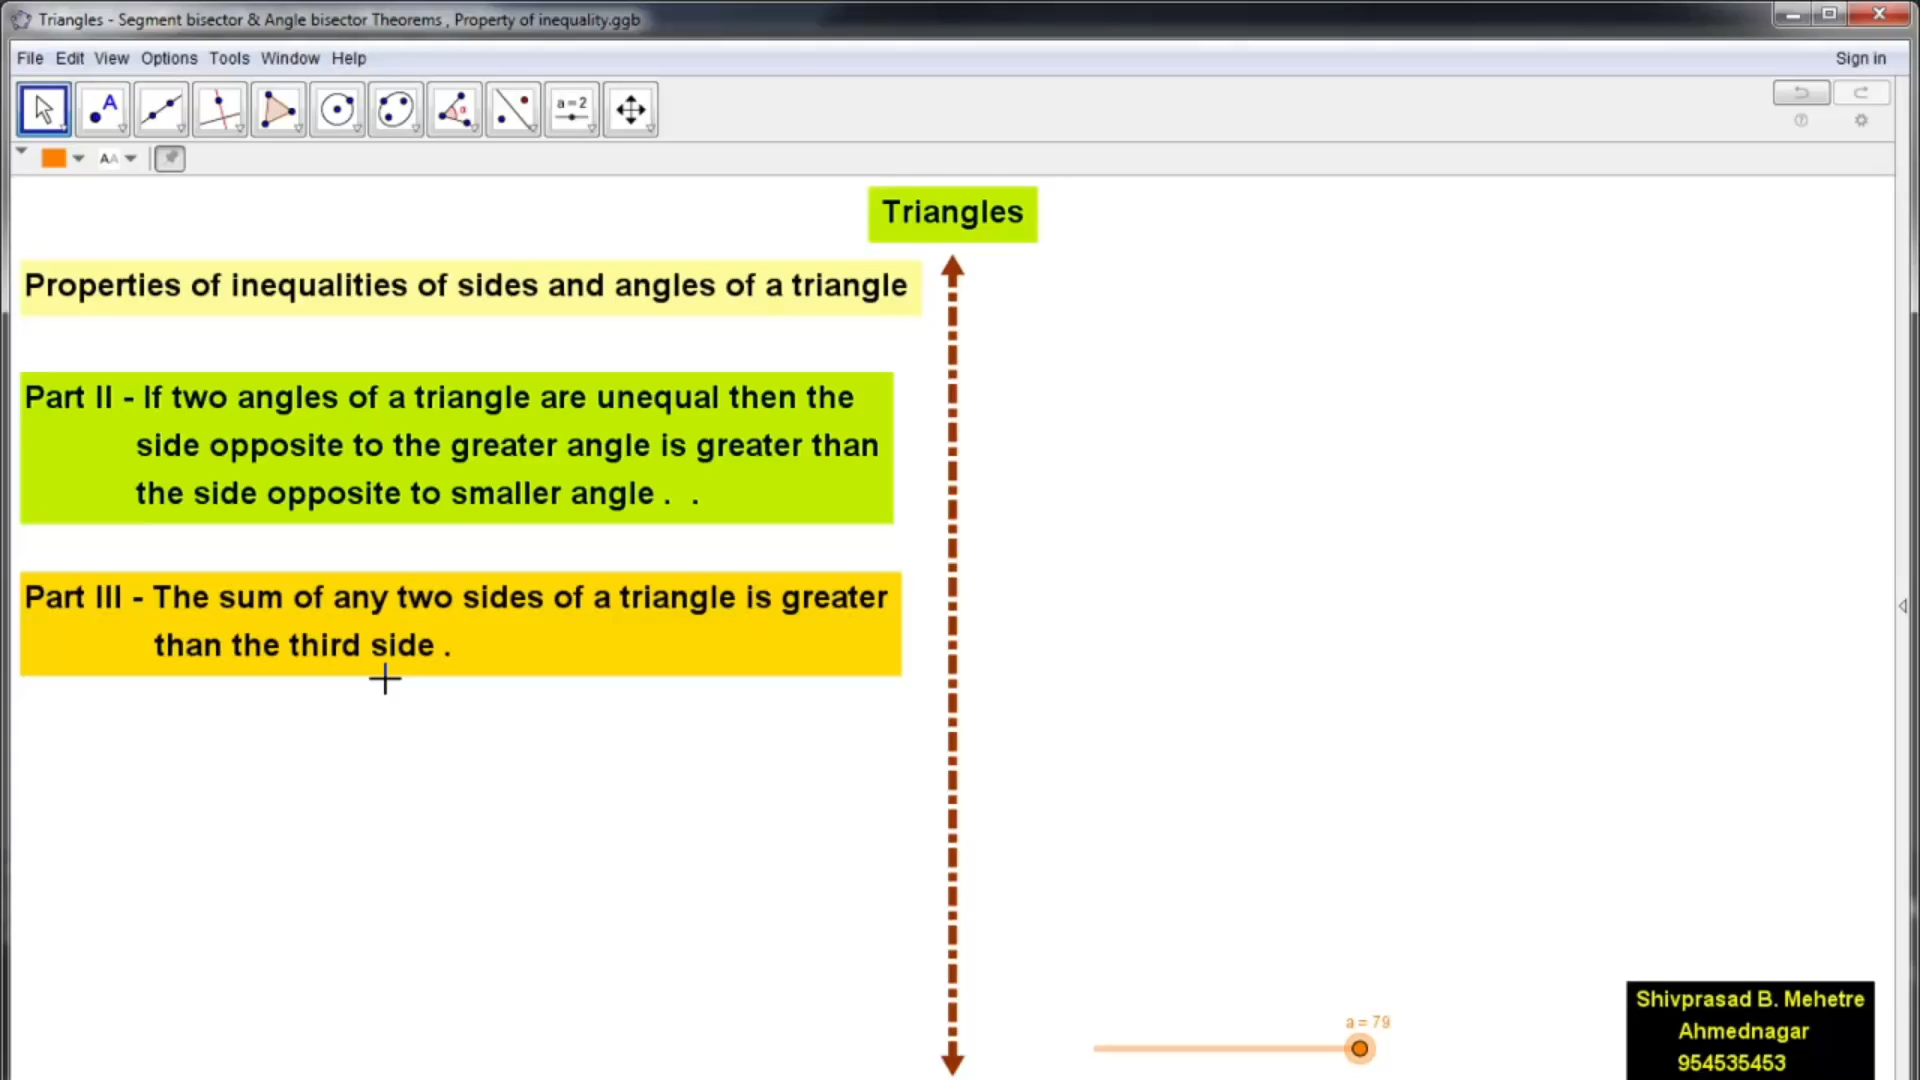 Triangles - Segment bisector & Angle bisector Theorems , Property of inequality.ggb
File Edit View Options Tools Window Help
Sign in
A
α
a = 2
AA
Triangles
Properties of inequalities of sides and angles of a triangle
Part II - If two angles of a triangle are unequal then the
side opposite to the greater angle is greater than
the side opposite to smaller angle .  .
Part III - The sum of any two sides of a triangle is greater
than the third side .
a = 79
Shivprasad B. Mehetre
Ahmednagar
954535453